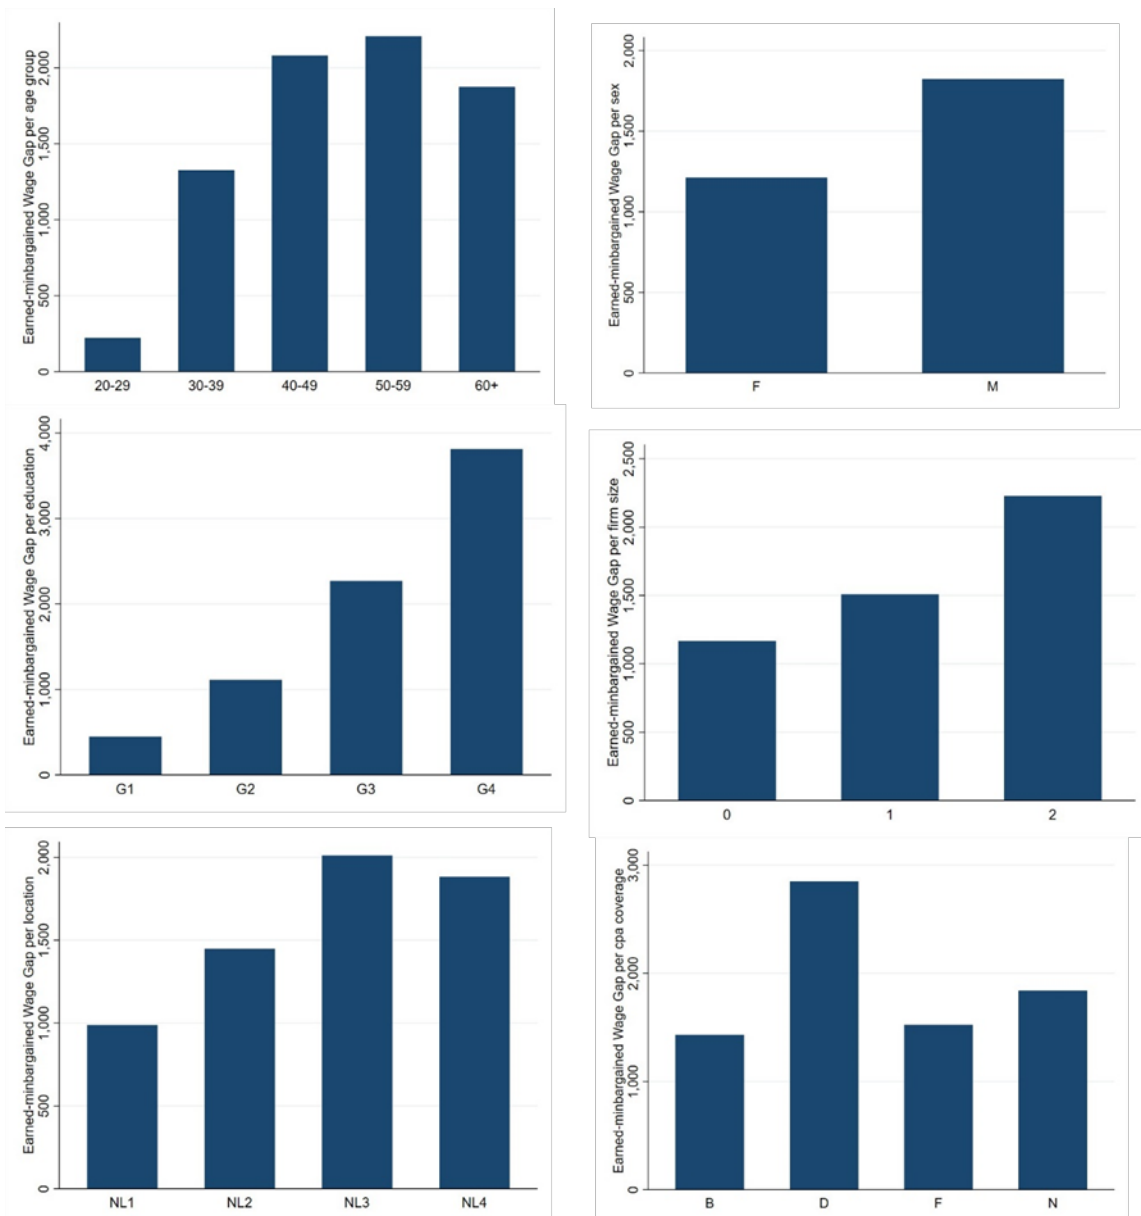 Earned-minbargained Wage Gap per age group
2,000
1,500
1,000
500
0
20-29 30-39 40-49 50-59 60+
Earned-minbargained Wage Gap per sex
2,000
1,500
1,000
500
0
F M
Earned-minbargained Wage Gap per education
4,000
3,000
2,000
1,000
0
G1 G2 G3 G4
Earned-minbargained Wage Gap per firm size
2,500
2,000
1,500
1,000
500
0
0 1 2
Earned-minbargained Wage Gap per location
2,000
1,500
1,000
500
0
NL1 NL2 NL3 NL4
Earned-minbargained Wage Gap per cpa coverage
3,000
2,000
1,000
0
B D F N